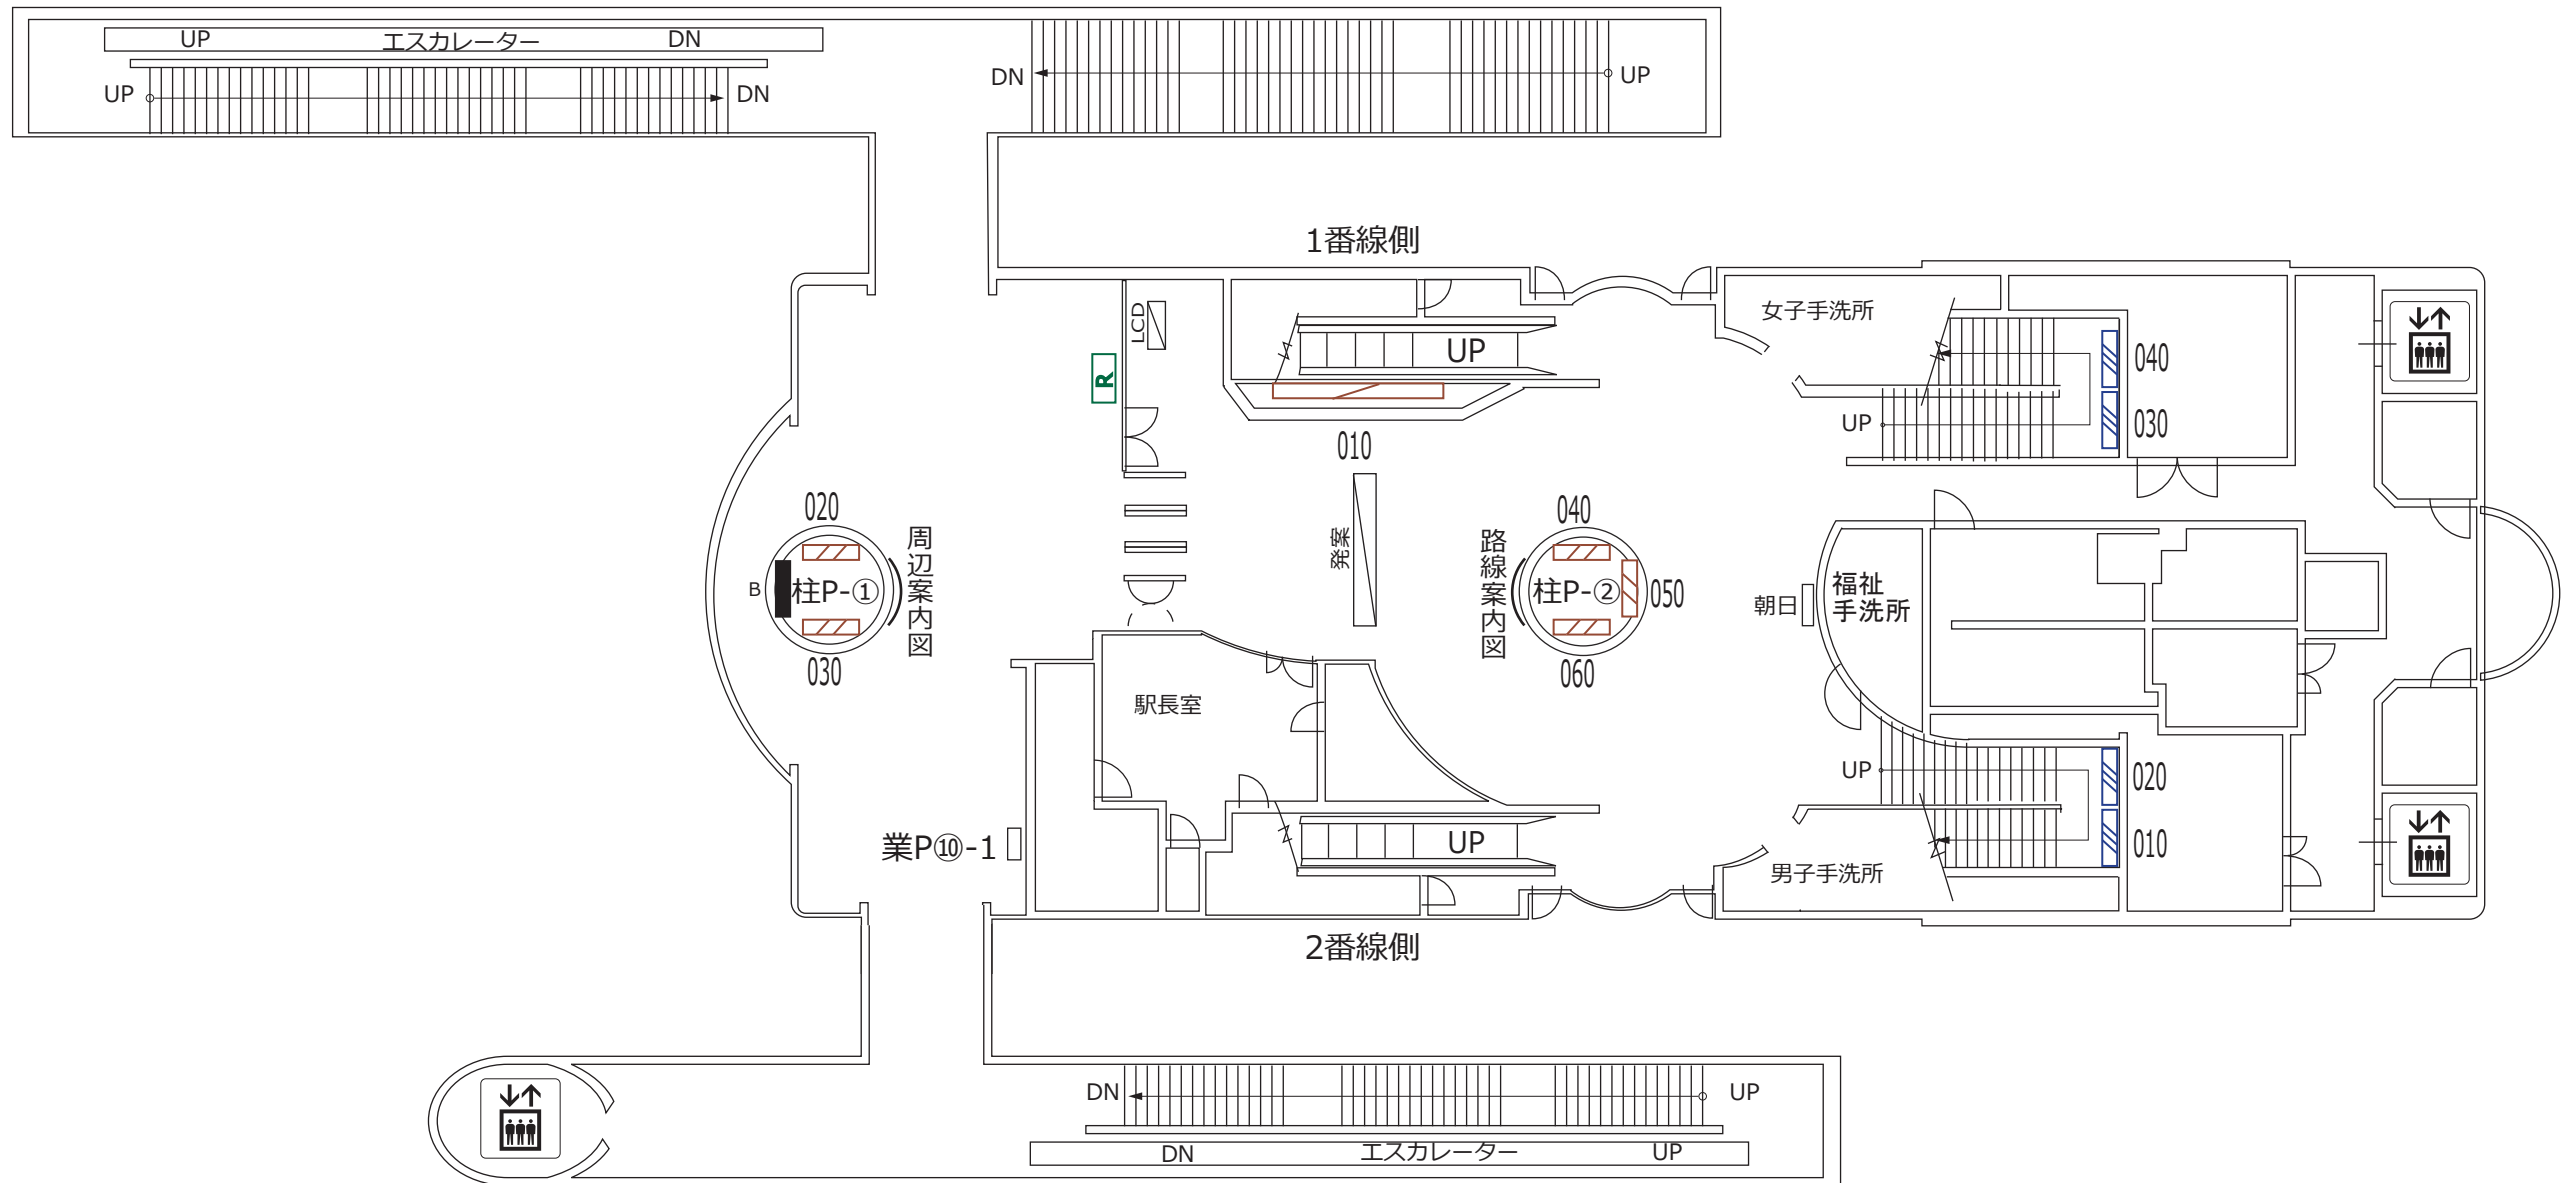 UP エスカレーター DN
UP DN
DN UP
1番線側
LCD
R
UP
010
女子手洗所
UP
040
030
020
周辺案内図
B
柱P-①
030
発案
040
路線案内図
柱P-②
050
060
朝日
福祉
手洗所
駅長室
業P⑩-1
UP
男子手洗所
UP
020
010
2番線側
DN UP
DN エスカレーター UP